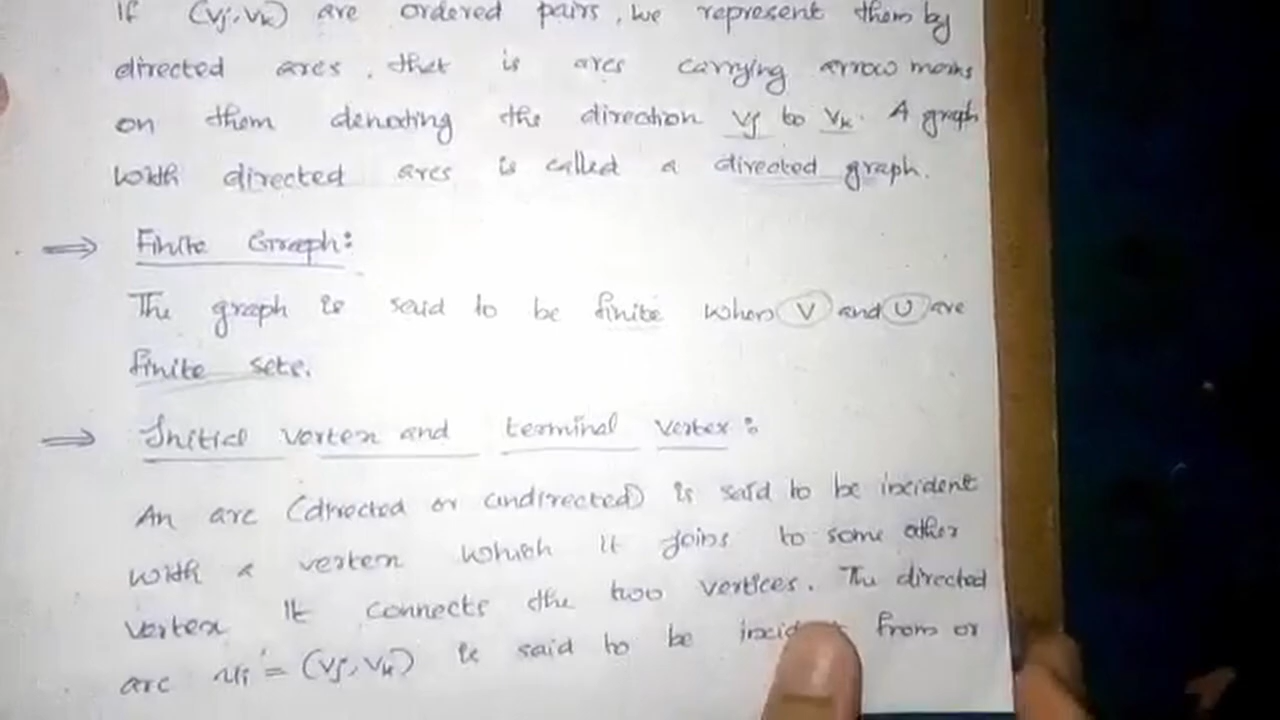 If (Vj, Vk) are ordered pairs, we represent them by
directed arcs, that is arcs carrying arrow marks
on them denoting the direction Vj to Vk. A graph
with directed arcs is called a directed graph.
⇒ Finite Graph:
The graph is said to be finite when V and U are
finite sets.
⇒ Initial vertex and terminal vertex:
An arc (directed or undirected) is said to be incident
with a vertex which it joins to some other
vertex. It connects the two vertices. The directed
arc ui = (Vj, Vk) is said to be from or